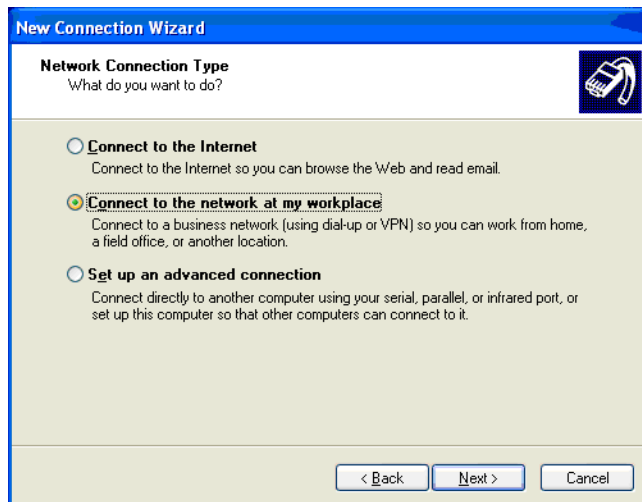 New Connection Wizard
Network Connection Type
What do you want to do?
Connect to the Internet
Connect to the Internet so you can browse the Web and read email.
Connect to the network at my workplace
Connect to a business network (using dial-up or VPN) so you can work from home,
a field office, or another location.
Set up an advanced connection
Connect directly to another computer using your serial, parallel, or infrared port, or
set up this computer so that other computers can connect to it.
< Back
Next >
Cancel